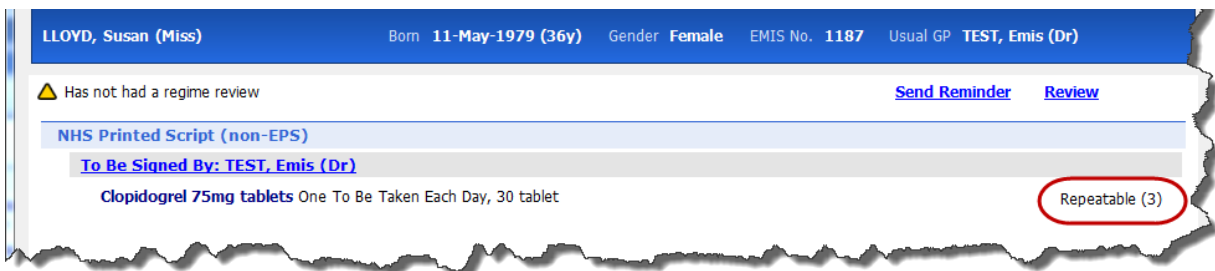 LLOYD, Susan (Miss) Born 11-May-1979 (36y) Gender Female EMIS No. 1187 Usual GP TEST, Emis (Dr)
Has not had a regime review Send Reminder Review
NHS Printed Script (non-EPS)
To Be Signed By: TEST, Emis (Dr)
Clopidogrel 75mg tablets One To Be Taken Each Day, 30 tablet Repeatable (3)